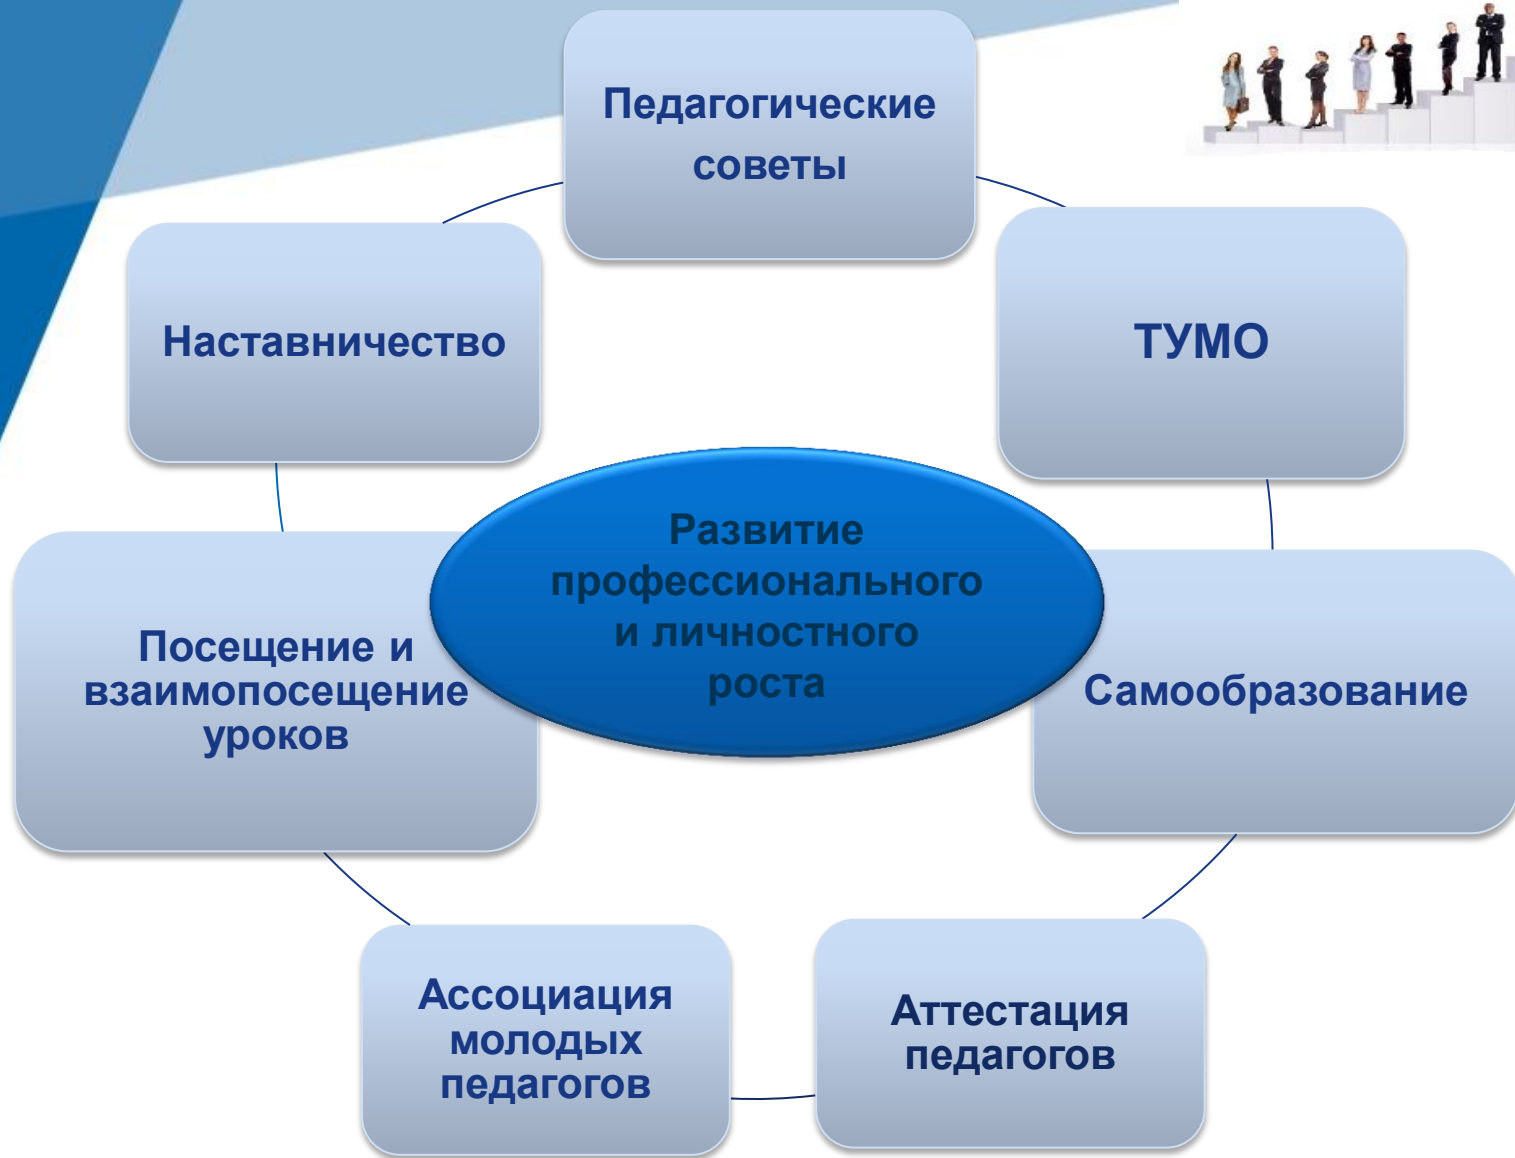 Педагогические
советы
ТУМО
Наставничество
Развитие
профессионального
и личностного
роста
Посещение и
взаимопосещение
уроков
Самообразование
Ассоциация
молодых
педагогов
Аттестация
педагогов